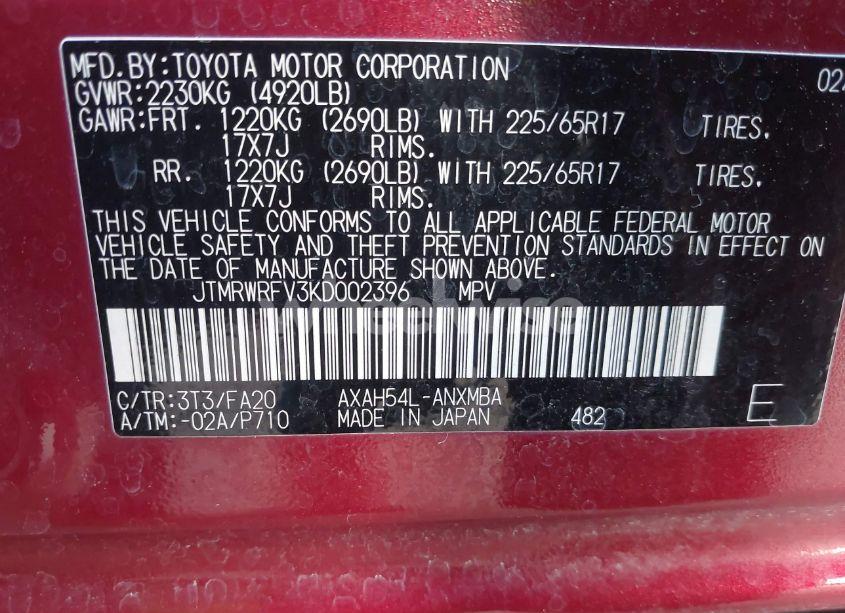 MFD.BY:TOYOTA MOTOR CORPORATION
GVWR:2230KG (4920LB)
GAWR:FRT. 1220KG (2690LB) WITH 225/65R17 TIRES.
17X7J RIMS.
RR. 1220KG (2690LB) WITH 225/65R17 TIRES.
17X7J RIMS.
THIS VEHICLE CONFORMS TO ALL APPLICABLE FEDERAL MOTOR
VEHICLE SAFETY AND THEFT PREVENTION STANDARDS IN EFFECT ON
THE DATE OF MANUFACTURE SHOWN ABOVE.
JTMRWRFV3KD002396 MPV
wheelwise
C/TR:3T3/FA20 AXAH54L-ANXMBA
A/TM:-02A/P710 MADE IN JAPAN 482 E